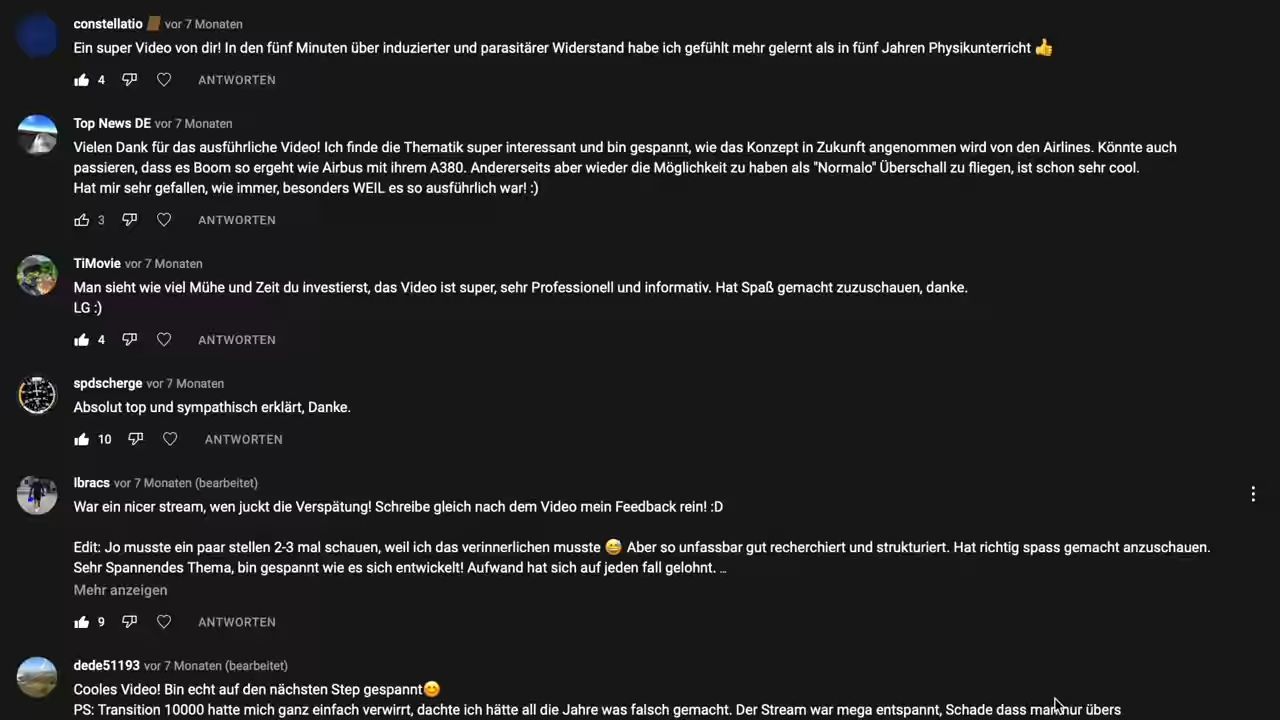 constellatio vor 7 Monaten
Ein super Video von dir! In den fünf Minuten über induzierter und parasitärer Widerstand habe ich gefühlt mehr gelernt als in fünf Jahren Physikunterricht 👍
4 ANTWORTEN
Top News DE vor 7 Monaten
Vielen Dank für das ausführliche Video! Ich finde die Thematik super interessant und bin gespannt, wie das Konzept in Zukunft angenommen wird von den Airlines. Könnte auch
passieren, dass es Boom so ergeht wie Airbus mit ihrem A380. Andererseits aber wieder die Möglichkeit zu haben als "Normalo" Überschall zu fliegen, ist schon sehr cool.
Hat mir sehr gefallen, wie immer, besonders WEIL es so ausführlich war! :)
3 ANTWORTEN
TiMovie vor 7 Monaten
Man sieht wie viel Mühe und Zeit du investierst, das Video ist super, sehr Professionell und informativ. Hat Spaß gemacht zuzuschauen, danke.
LG :)
4 ANTWORTEN
spdscherge vor 7 Monaten
Absolut top und sympathisch erklärt, Danke.
10 ANTWORTEN
lbracs vor 7 Monaten (bearbeitet)
War ein nicer stream, wen juckt die Verspätung! Schreibe gleich nach dem Video mein Feedback rein! :D
Edit: Jo musste ein paar stellen 2-3 mal schauen, weil ich das verinnerlichen musste 😅 Aber so unfassbar gut recherchiert und strukturiert. Hat richtig spass gemacht anzuschauen.
Sehr Spannendes Thema, bin gespannt wie es sich entwickelt! Aufwand hat sich auf jeden fall gelohnt. ...
Mehr anzeigen
9 ANTWORTEN
dede51193 vor 7 Monaten (bearbeitet)
Cooles Video! Bin echt auf den nächsten Step gespannt😊
PS: Transition 10000 hatte mich ganz einfach verwirrt, dachte ich hätte all die Jahre was falsch gemacht. Der Stream war mega entspannt, Schade dass man nur übers